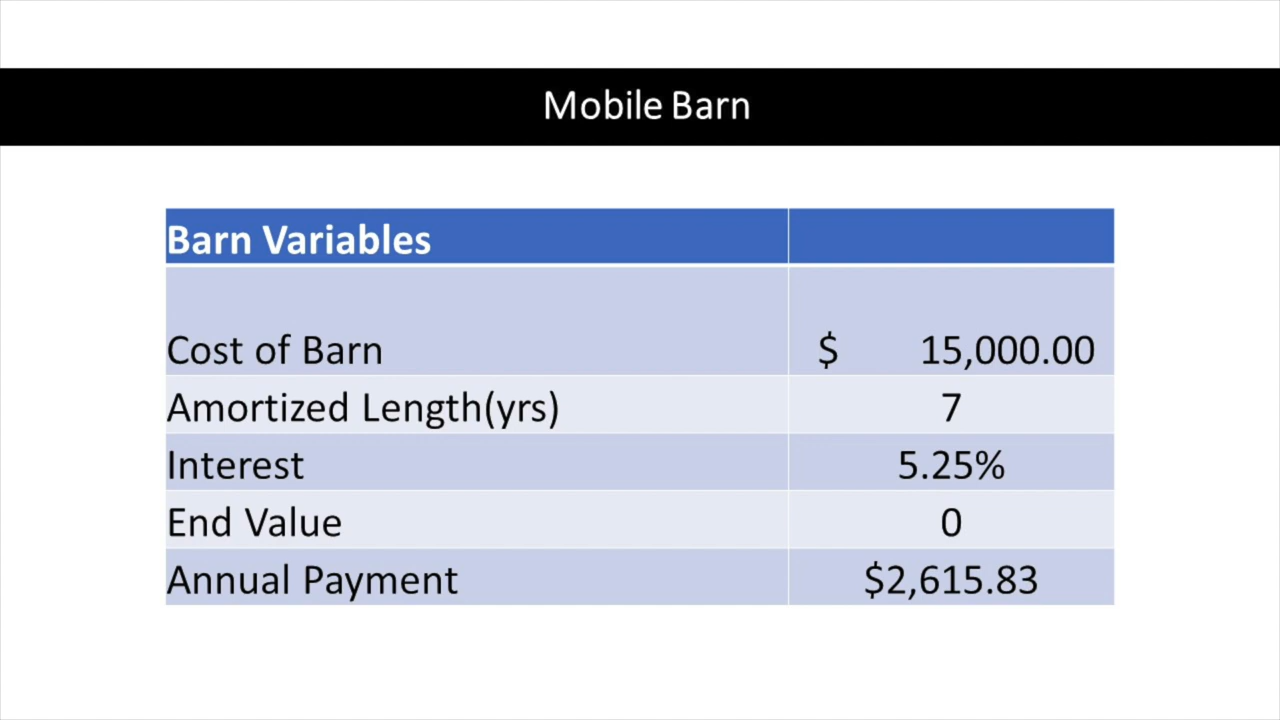 Mobile Barn
Barn Variables
Cost of Barn $ 15,000.00
Amortized Length(yrs) 7
Interest 5.25%
End Value 0
Annual Payment $2,615.83